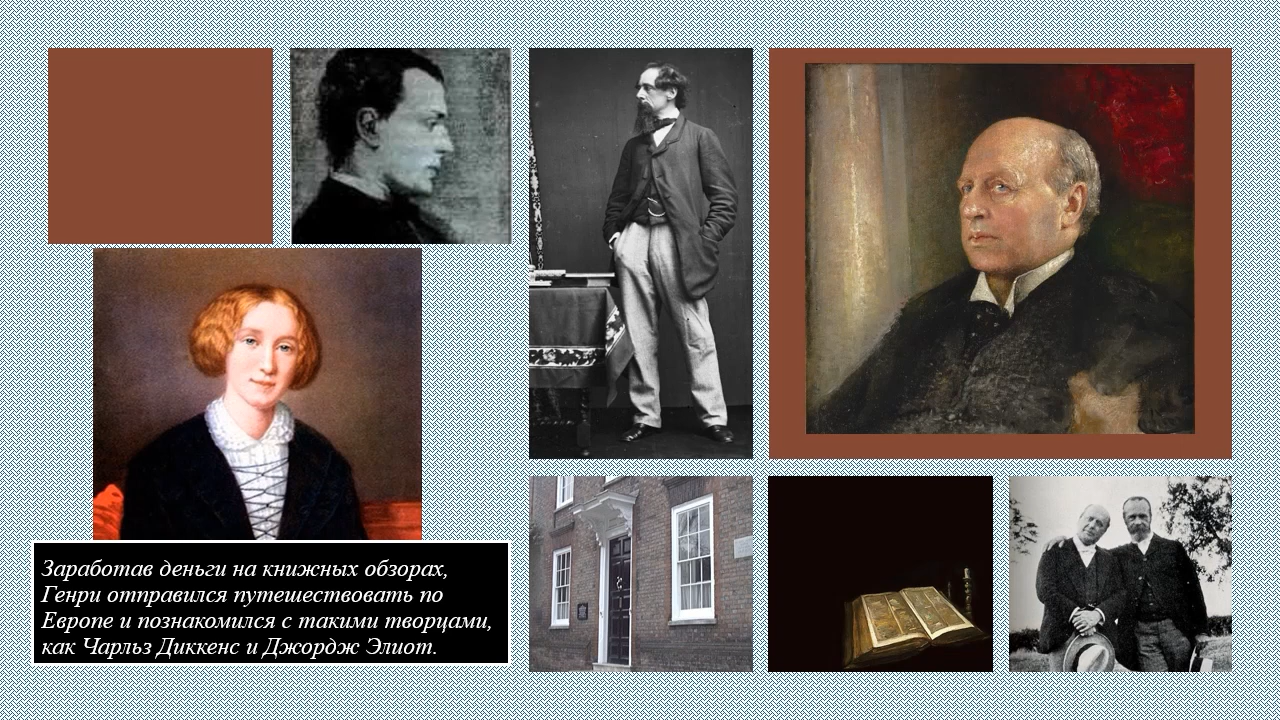 Заработав деньги на книжных обзорах,
Генри отправился путешествовать по
Европе и познакомился с такими творцами,
как Чарльз Диккенс и Джордж Элиот.